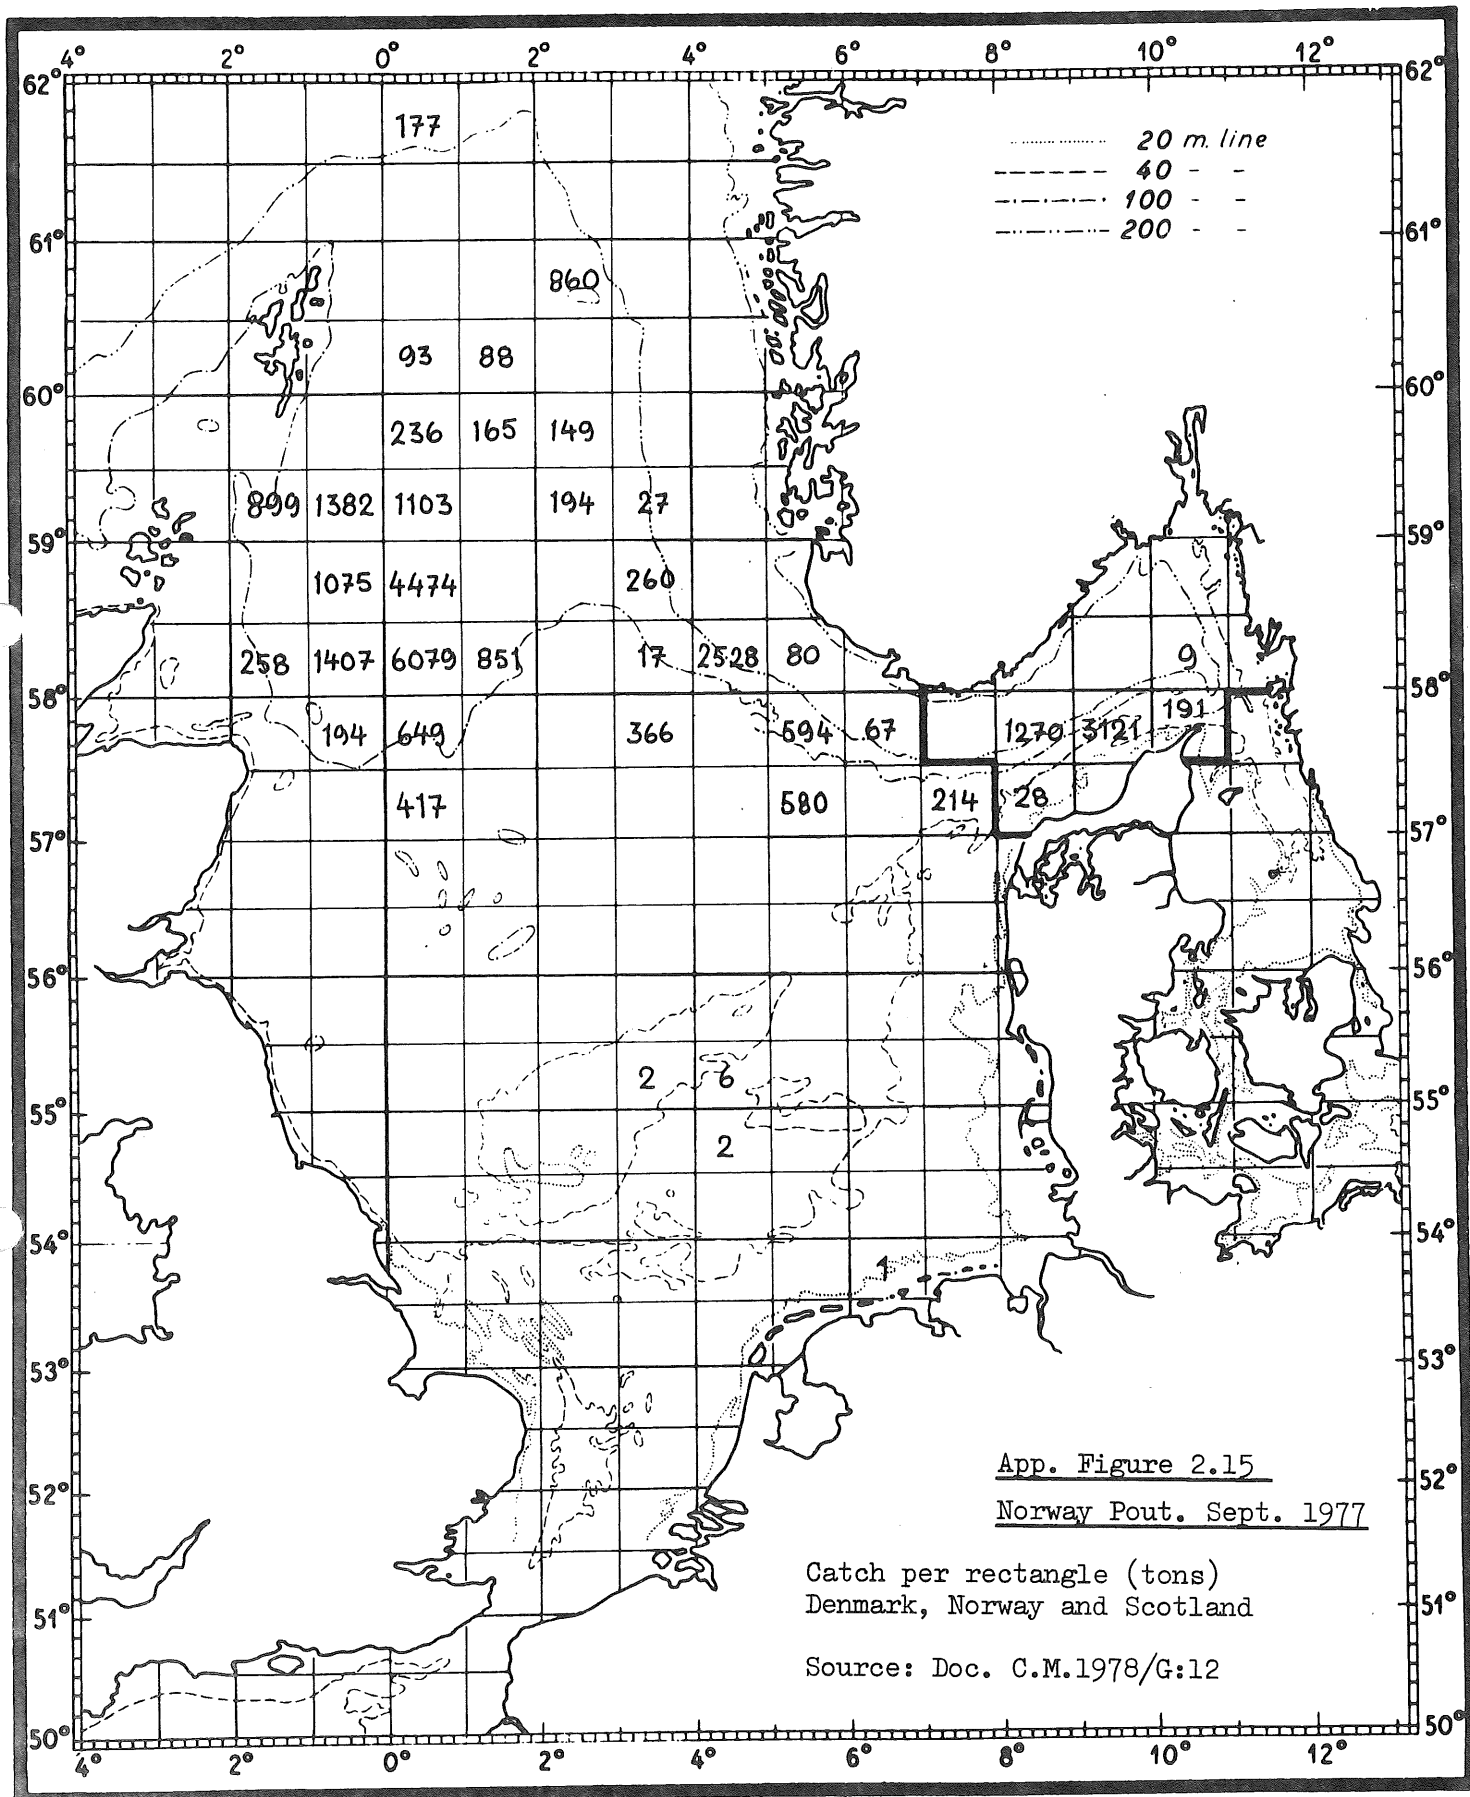 4° 2° 0° 2° 4° 6° 8° 10° 12°
62° 62°
177
20 m. line
40 - -
100 - -
200 - -
61° 61°
860
93 88
60° 60°
236 165 149
899 1382 1103 194 27
59° 59°
1075 4474 260
258 1407 6079 851 17 2528 80 9
58° 58°
194 649 366 594 67 1270 3121 191
417 580 214 28
57° 57°
56° 56°
2 6
55° 55°
2
54° 54°
1
53° 53°
App. Figure 2.15
52° 52°
Norway Pout. Sept. 1977
Catch per rectangle (tons)
Denmark, Norway and Scotland
51° 51°
Source: Doc. C.M.1978/G:12
50° 50°
4° 2° 0° 2° 4° 6° 8° 10° 12°